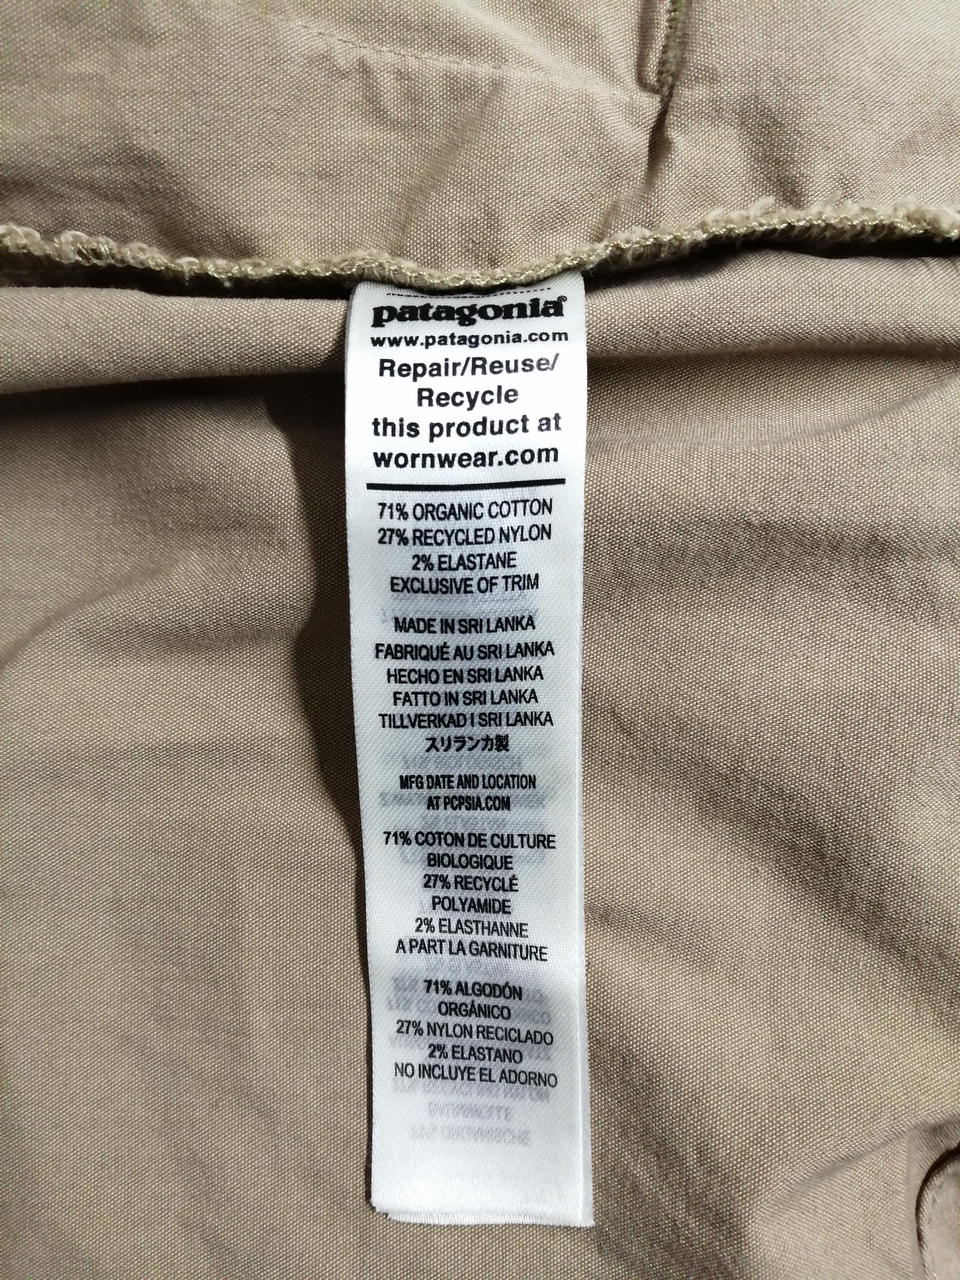 patagonia®
www.patagonia.com
Repair/Reuse/
Recycle
this product at
wornwear.com
71% ORGANIC COTTON
27% RECYCLED NYLON
2% ELASTANE
EXCLUSIVE OF TRIM
MADE IN SRI LANKA
FABRIQUÉ AU SRI LANKA
HECHO EN SRI LANKA
FATTO IN SRI LANKA
TILLVERKAD I SRI LANKA
スリランカ製
MFG DATE AND LOCATION
AT PCPSIA.COM
71% COTON DE CULTURE
BIOLOGIQUE
27% RECYCLÉ
POLYAMIDE
2% ELASTHANNE
A PART LA GARNITURE
71% ALGODÓN
ORGÁNICO
27% NYLON RECICLADO
2% ELASTANO
NO INCLUYE EL ADORNO